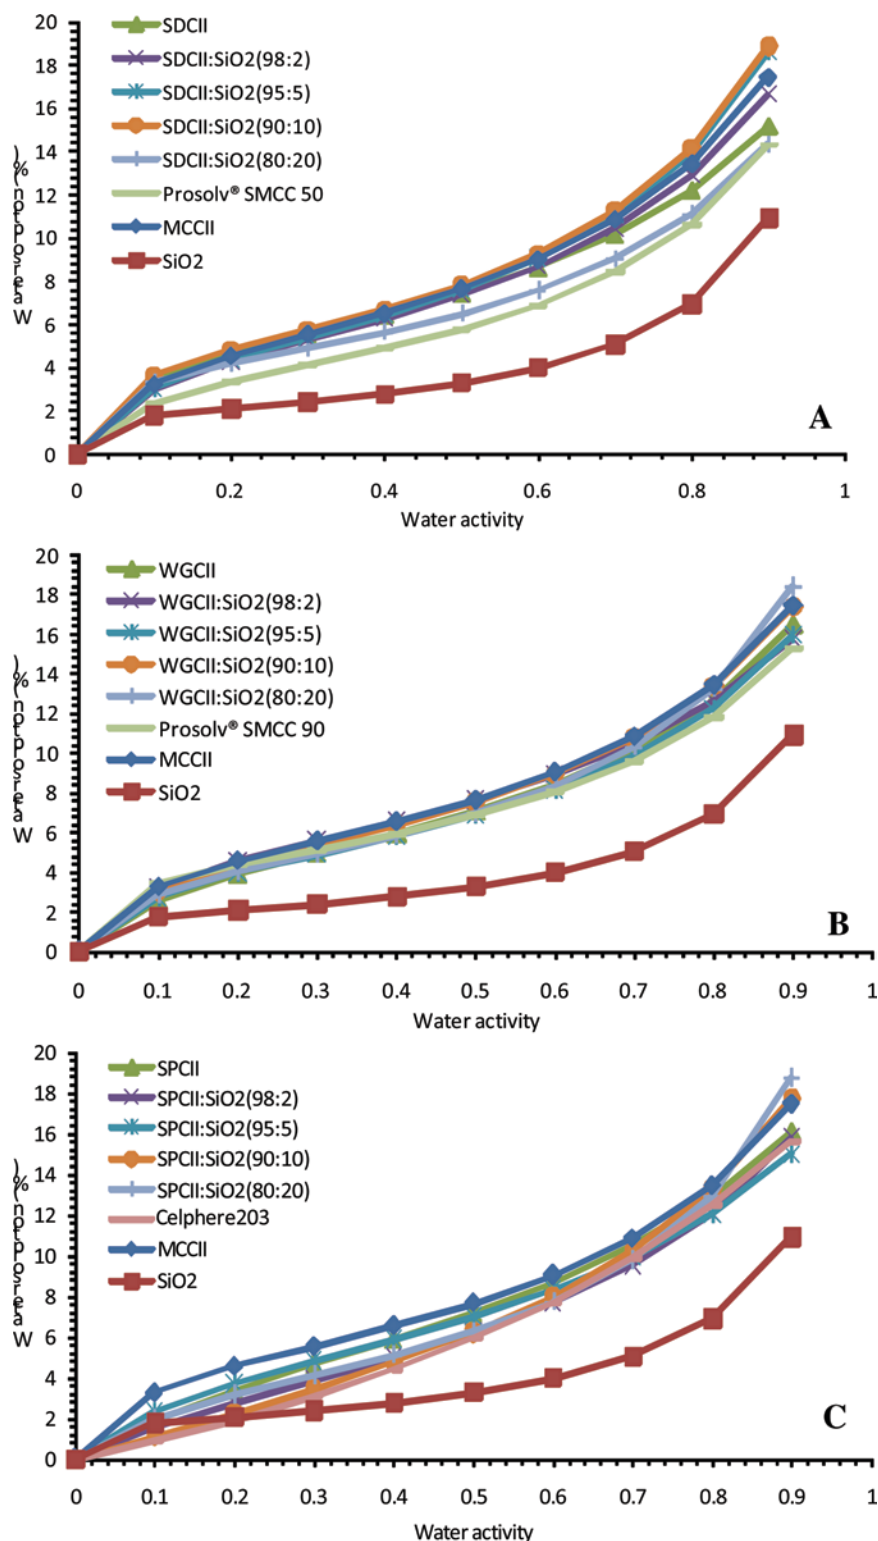 20
18
16
14
12
10
8
6
4
2
0
SDCII
SDCII:SiO2(98:2)
SDCII:SiO2(95:5)
SDCII:SiO2(90:10)
SDCII:SiO2(80:20)
Prosolv® SMCC 50
MCCII
SiO2
A
0 0.2 0.4 0.6 0.8 1
Water activity
20
18
16
14
12
10
8
6
4
2
0
WGCII
WGCII:SiO2(98:2)
WGCII:SiO2(95:5)
WGCII:SiO2(90:10)
WGCII:SiO2(80:20)
Prosolv® SMCC 90
MCCII
SiO2
B
0 0.1 0.2 0.3 0.4 0.5 0.6 0.7 0.8 0.9 1
Water activity
20
18
16
14
12
10
8
6
4
2
0
SPCII
SPCII:SiO2(98:2)
SPCII:SiO2(95:5)
SPCII:SiO2(90:10)
SPCII:SiO2(80:20)
Celphere203
MCCII
SiO2
C
0 0.1 0.2 0.3 0.4 0.5 0.6 0.7 0.8 0.9 1
Water activity